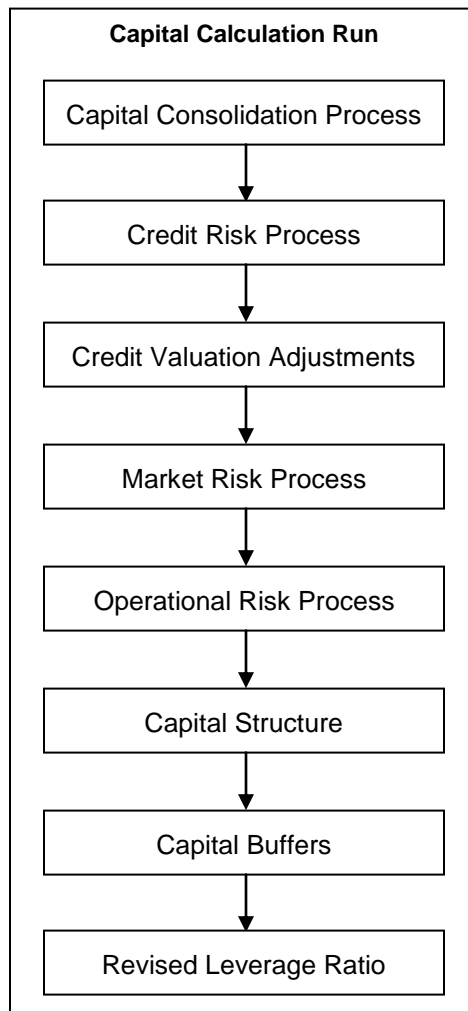 Capital Calculation Run
Capital Consolidation Process
Credit Risk Process
Credit Valuation Adjustments
Market Risk Process
Operational Risk Process
Capital Structure
Capital Buffers
Revised Leverage Ratio